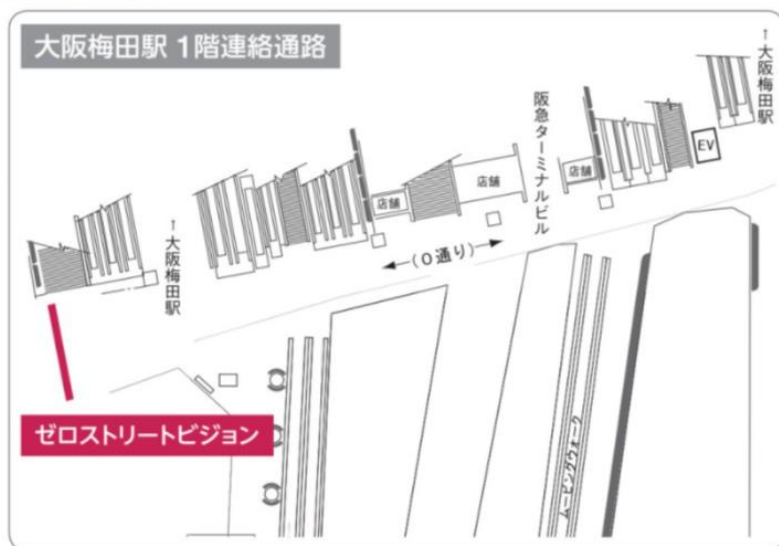 大阪梅田駅 1階連絡通路
↑大阪梅田駅
阪急ターミナルビル
EV
店舗
店舗
店舗
↑大阪梅田駅
(0通り)
ゼロストリートビジョン
ムービングウォーク